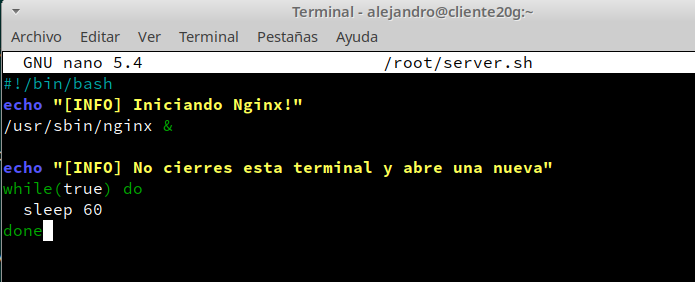 Terminal - alejandro@cliente20g:~
Archivo Editar Ver Terminal Pestañas Ayuda
GNU nano 5.4 /root/server.sh
#!/bin/bash
echo "[INFO] Iniciando Nginx!"
/usr/sbin/nginx &
echo "[INFO] No cierres esta terminal y abre una nueva"
while(true) do
sleep 60
done